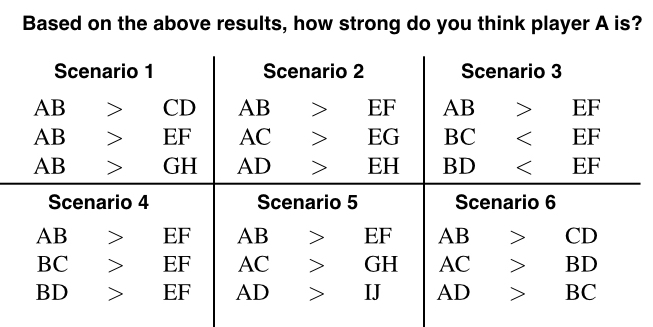 Based on the above results, how strong do you think player A is?
Scenario 1
AB > CD
AB > EF
AB > GH
Scenario 2
AB > EF
AC > EG
AD > EH
Scenario 3
AB > EF
BC < EF
BD < EF
Scenario 4
AB > EF
BC > EF
BD > EF
Scenario 5
AB > EF
AC > GH
AD > IJ
Scenario 6
AB > CD
AC > BD
AD > BC